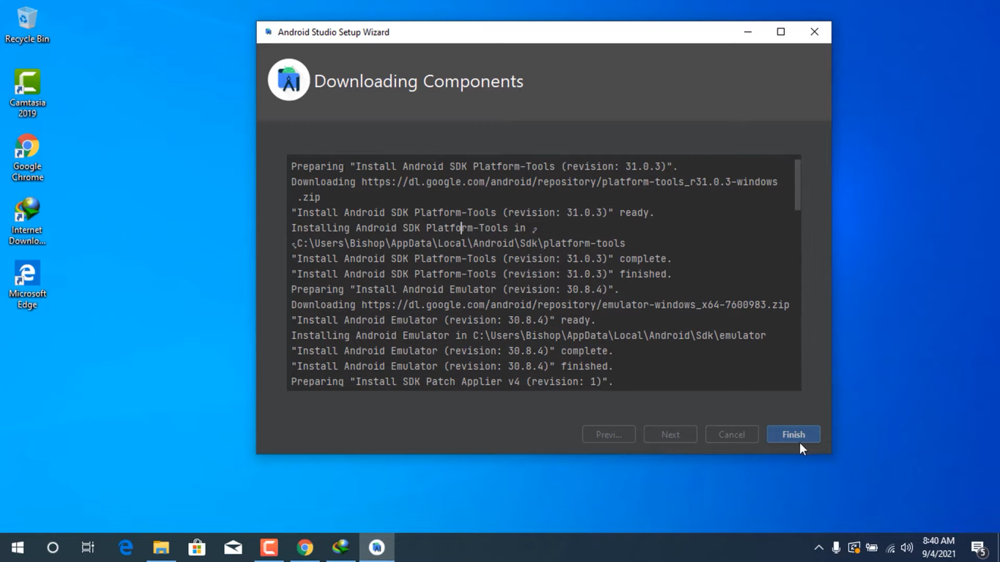 Recycle Bin
Camtasia
2019
Google
Chrome
Internet
Downlo...
Microsoft
Edge
Android Studio Setup Wizard
Downloading Components
Preparing "Install Android SDK Platform-Tools (revision: 31.0.3)".
Downloading https://dl.google.com/android/repository/platform-tools_r31.0.3-windows
.zip
"Install Android SDK Platform-Tools (revision: 31.0.3)" ready.
Installing Android SDK Platform-Tools in
C:\Users\Bishop\AppData\Local\Android\Sdk\platform-tools
"Install Android SDK Platform-Tools (revision: 31.0.3)" complete.
"Install Android SDK Platform-Tools (revision: 31.0.3)" finished.
Preparing "Install Android Emulator (revision: 30.8.4)".
Downloading https://dl.google.com/android/repository/emulator-windows_x64-7600983.zip
"Install Android Emulator (revision: 30.8.4)" ready.
Installing Android Emulator in C:\Users\Bishop\AppData\Local\Android\Sdk\emulator
"Install Android Emulator (revision: 30.8.4)" complete.
"Install Android Emulator (revision: 30.8.4)" finished.
Preparing "Install SDK Patch Applier v4 (revision: 1)".
Previ... Next Cancel Finish
8:40 AM
9/4/2021
5